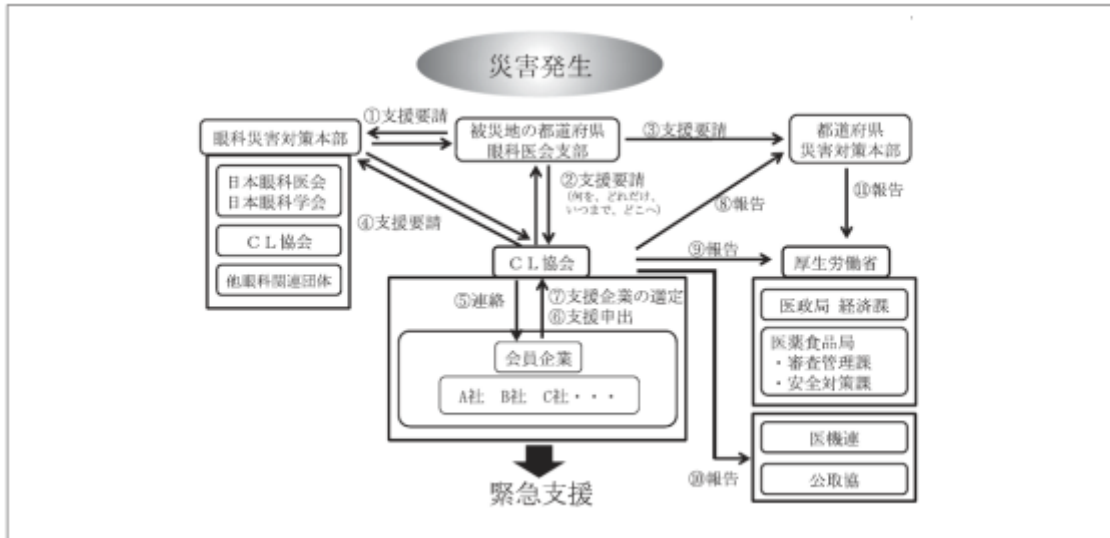 災害発生
①支援要請
眼科災害対策本部
被災地の都道府県
眼科医会支部
③支援要請
都道府県
災害対策本部
日本眼科医会
日本眼科学会
CL協会
他眼科関連団体
④支援要請
②支援要請
(何を、どれだけ、
いつまで、どこへ)
⑧報告
⑪報告
CL協会
⑨報告
厚生労働省
⑤連絡
⑦支援企業の選定
⑥支援申出
医政局 経済課
医薬食品局
・審査管理課
・安全対策課
会員企業
A社 B社 C社・・・
医機連
公取協
⑩報告
緊急支援